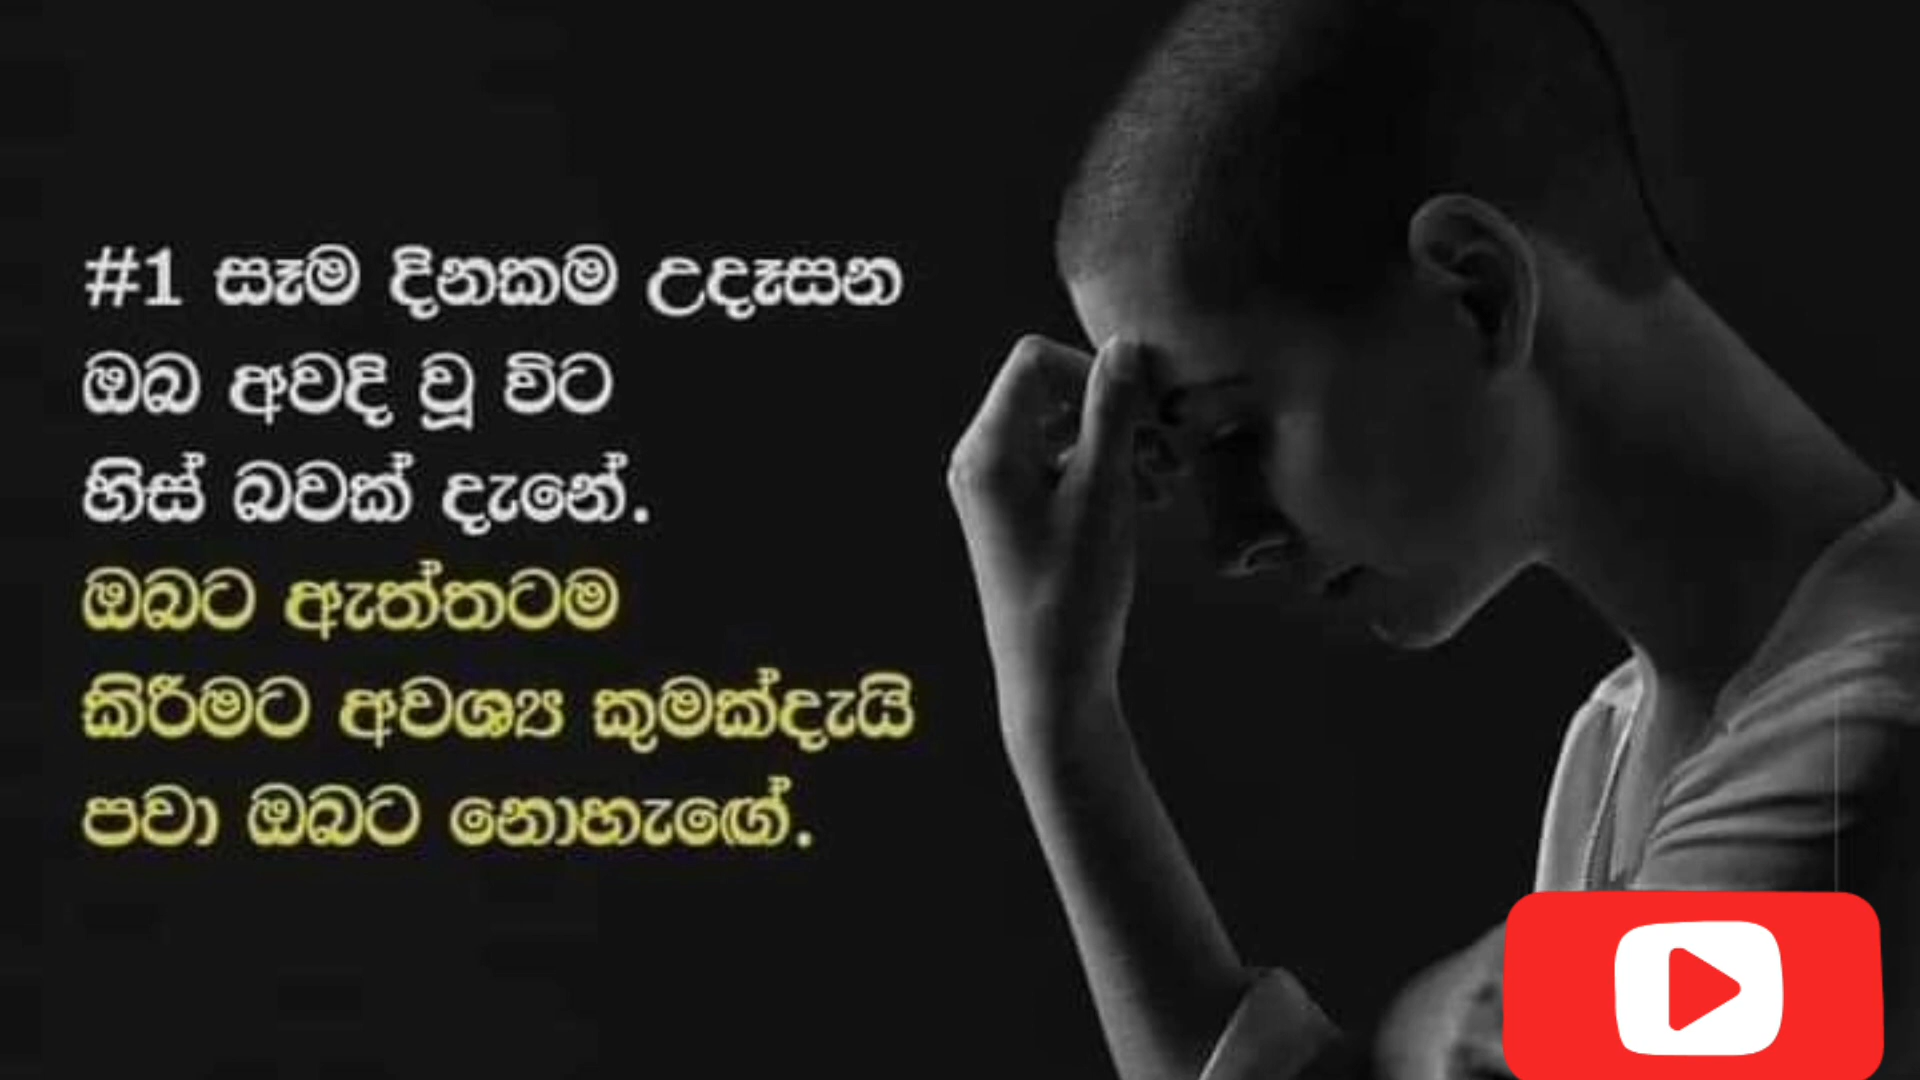 #1 සෑම දිනකම උදෑසන
ඔබ අවදි වූ විට
හිස් බවක් දැනේ.
ඔබට ඇත්තටම
කිරීමට අවශ්‍ය කුමක්දැයි
පවා ඔබට නොහැඟේ.